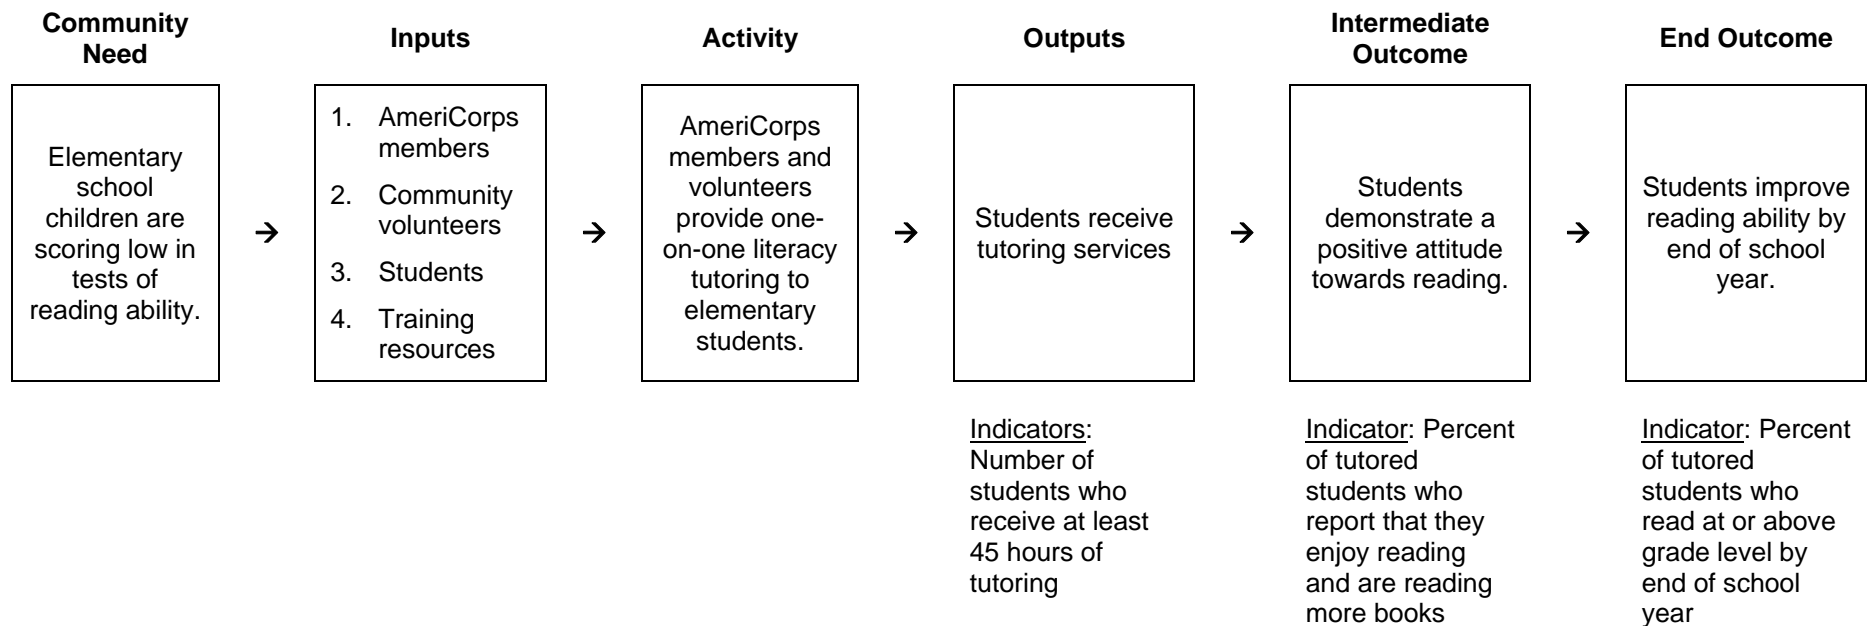 Community
Need
Inputs
Activity
Outputs
Intermediate
Outcome
End Outcome
Elementary
school
children are
scoring low in
tests of
reading ability.
→
1. AmeriCorps
members
2. Community
volunteers
3. Students
4. Training
resources
→
AmeriCorps
members and
volunteers
provide one-
on-one literacy
tutoring to
elementary
students.
→
Students receive
tutoring services
→
Students
demonstrate a
positive attitude
towards reading.
→
Students improve
reading ability by
end of school
year.
Indicators:
Number of
students who
receive at least
45 hours of
tutoring
Indicator: Percent
of tutored
students who
report that they
enjoy reading
and are reading
more books
Indicator: Percent
of tutored
students who
read at or above
grade level by
end of school
year